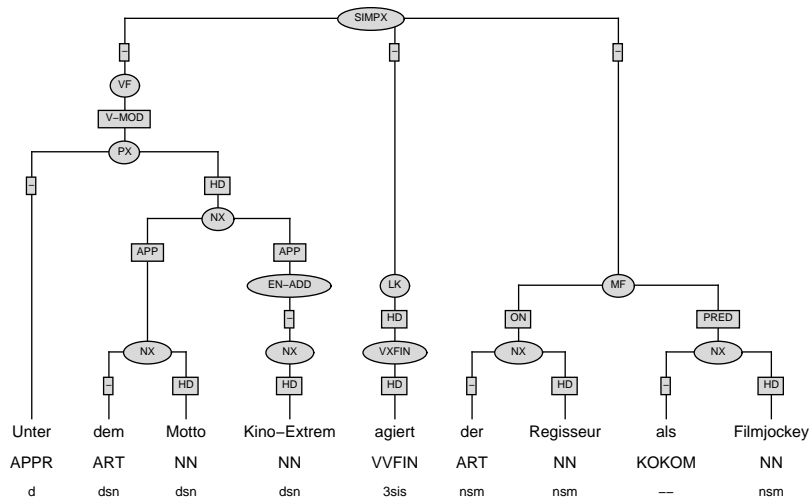 SIMPX
– – –
VF
V–MOD
PX
– HD
NX
APP APP
EN–ADD LK MF
– HD ON PRED
NX NX VXFIN NX NX
– HD HD HD – HD – HD
Unter dem Motto Kino–Extrem agiert der Regisseur als Filmjockey
APPR ART NN NN VVFIN ART NN KOKOM NN
d dsn dsn dsn 3sis nsm nsm –– nsm